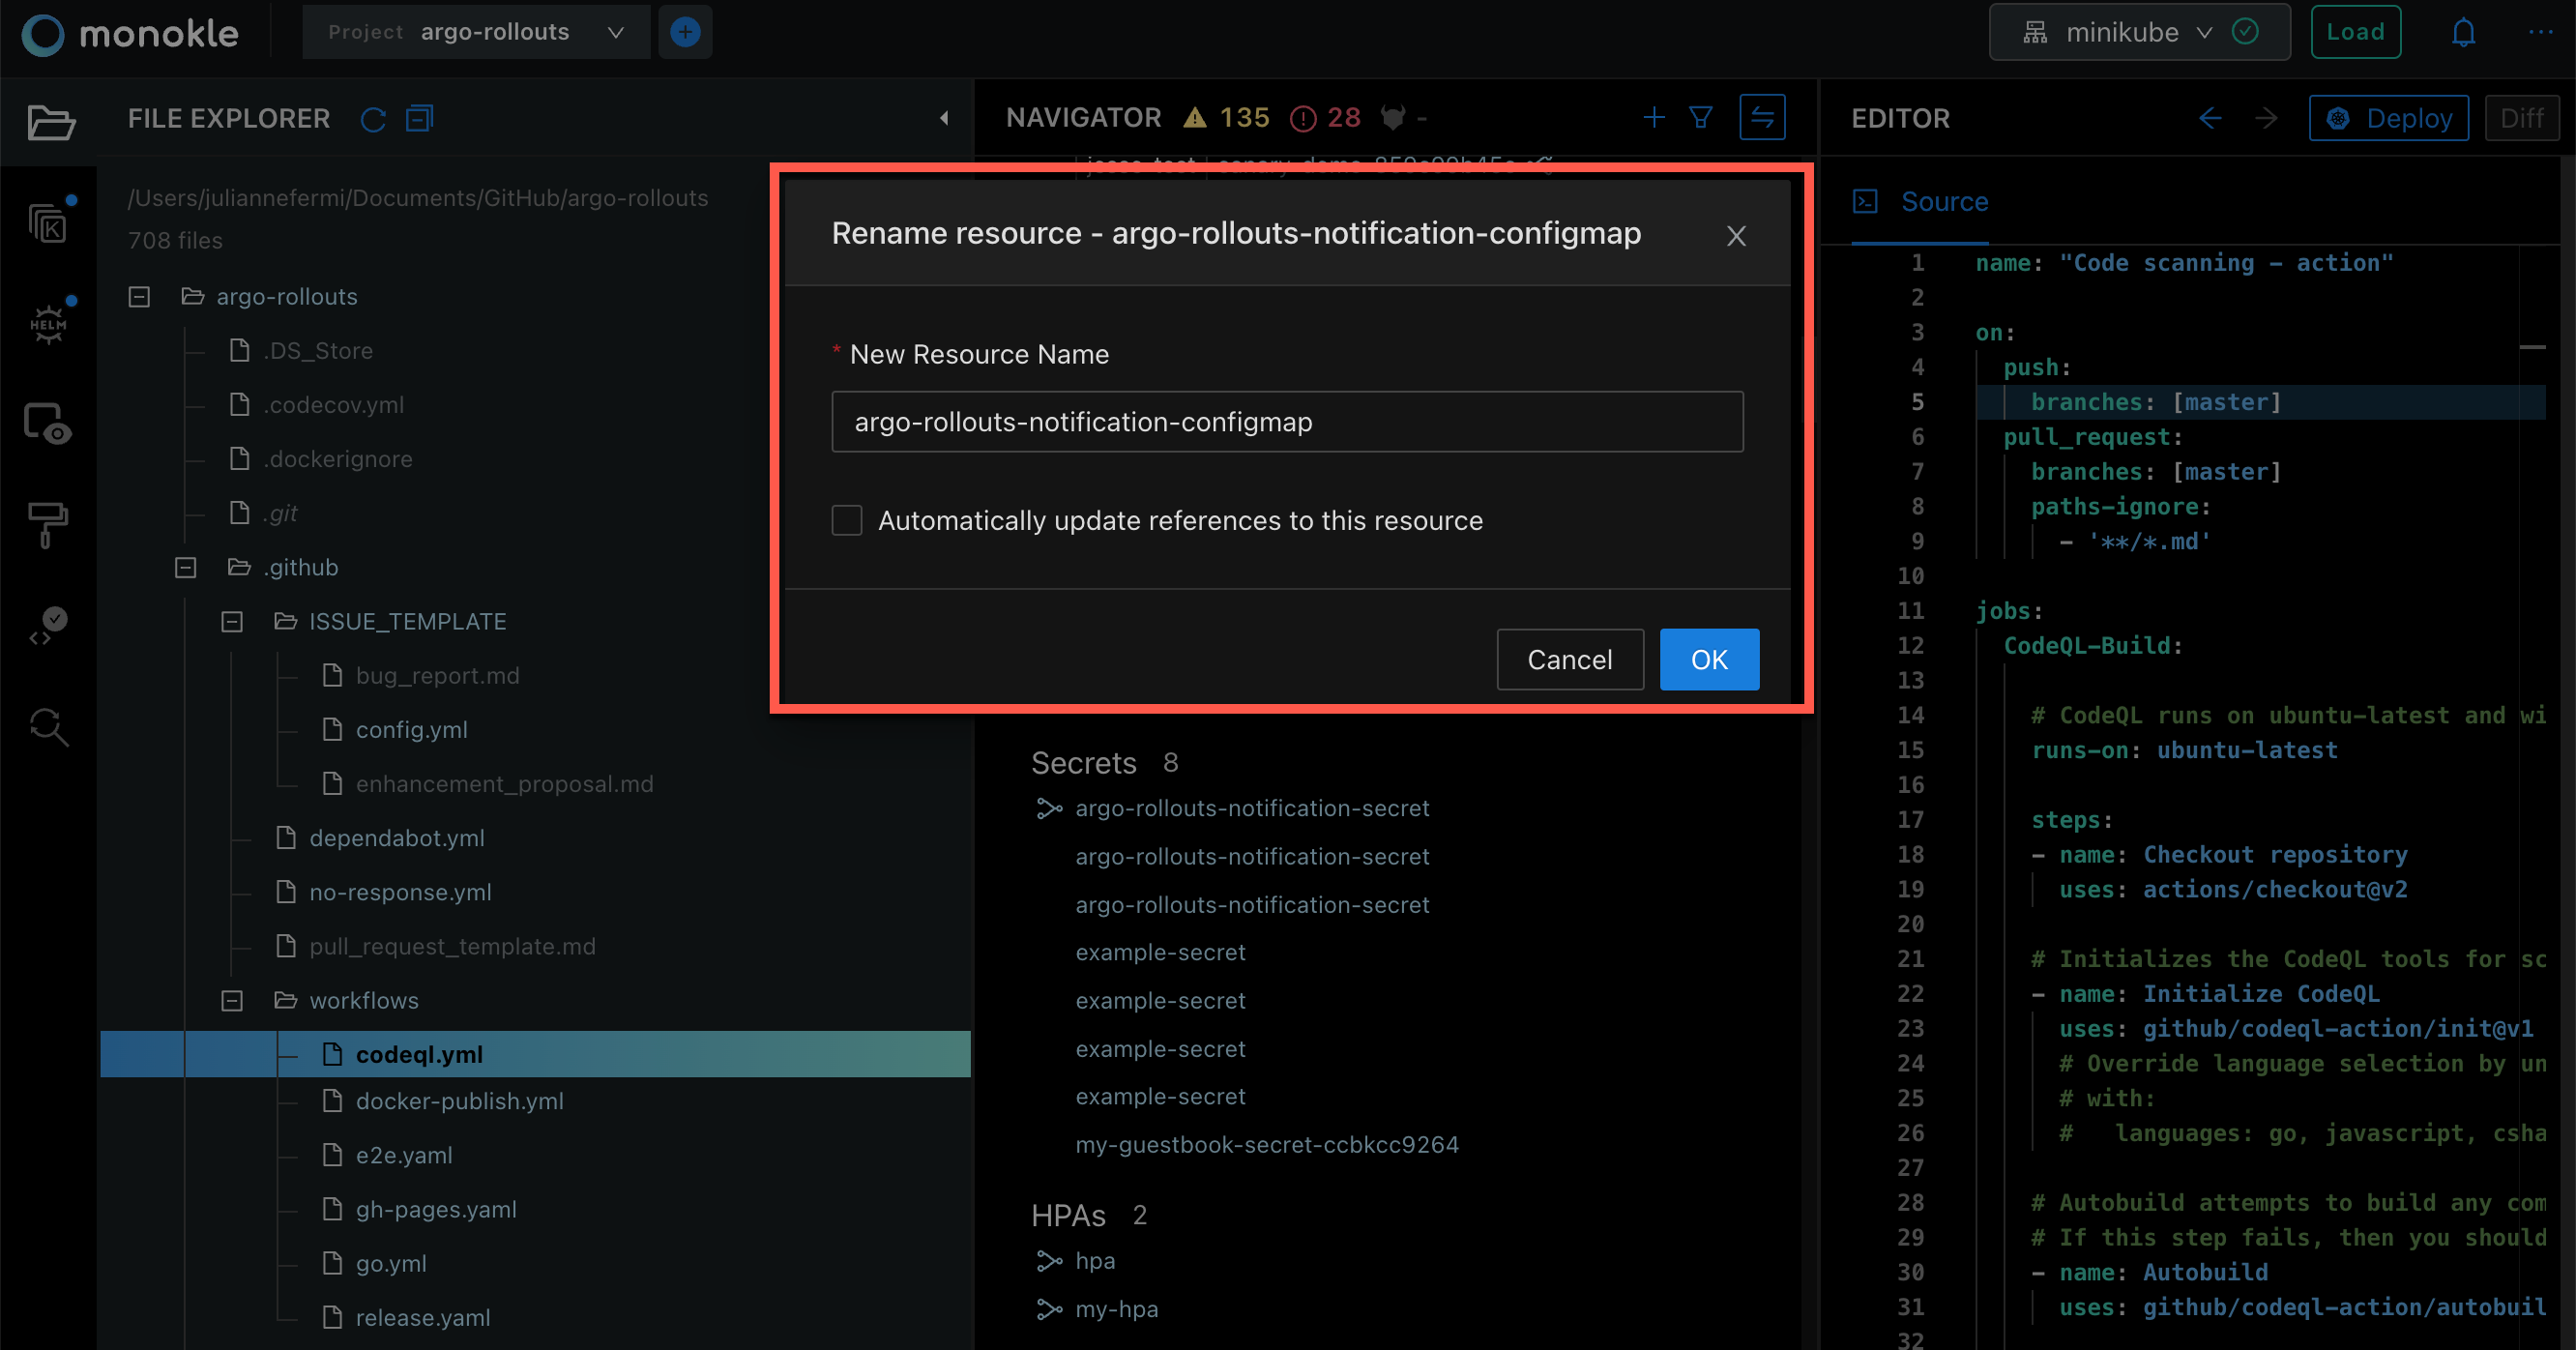 monokle
Project argo-rollouts
minikube
Load
FILE EXPLORER
/Users/juliannefermi/Documents/GitHub/argo-rollouts
708 files
argo-rollouts
.DS_Store
.codecov.yml
.dockerignore
.git
.github
ISSUE_TEMPLATE
bug_report.md
config.yml
enhancement_proposal.md
dependabot.yml
no-response.yml
pull_request_template.md
workflows
codeql.yml
docker-publish.yml
e2e.yaml
gh-pages.yaml
go.yml
release.yaml
K
HELM
NAVIGATOR 135 28 -
Rename resource - argo-rollouts-notification-configmap
* New Resource Name
argo-rollouts-notification-configmap
Automatically update references to this resource
Cancel
OK
Secrets 8
argo-rollouts-notification-secret
argo-rollouts-notification-secret
argo-rollouts-notification-secret
example-secret
example-secret
example-secret
example-secret
my-guestbook-secret-ccbkcc9264
HPAs 2
hpa
my-hpa
EDITOR
Deploy
Diff
Source
1 name: "Code scanning - action"
2
3 on:
4 push:
5 branches: [master]
6 pull_request:
7 branches: [master]
8 paths-ignore:
9 - '**/*.md'
10
11 jobs:
12 CodeQL-Build:
13
14 # CodeQL runs on ubuntu-latest and wi
15 runs-on: ubuntu-latest
16
17 steps:
18 - name: Checkout repository
19 uses: actions/checkout@v2
20
21 # Initializes the CodeQL tools for sc
22 - name: Initialize CodeQL
23 uses: github/codeql-action/init@v1
24 # Override language selection by un
25 # with:
26 # languages: go, javascript, csha
27
28 # Autobuild attempts to build any com
29 # If this step fails, then you should
30 - name: Autobuild
31 uses: github/codeql-action/autobuil
32